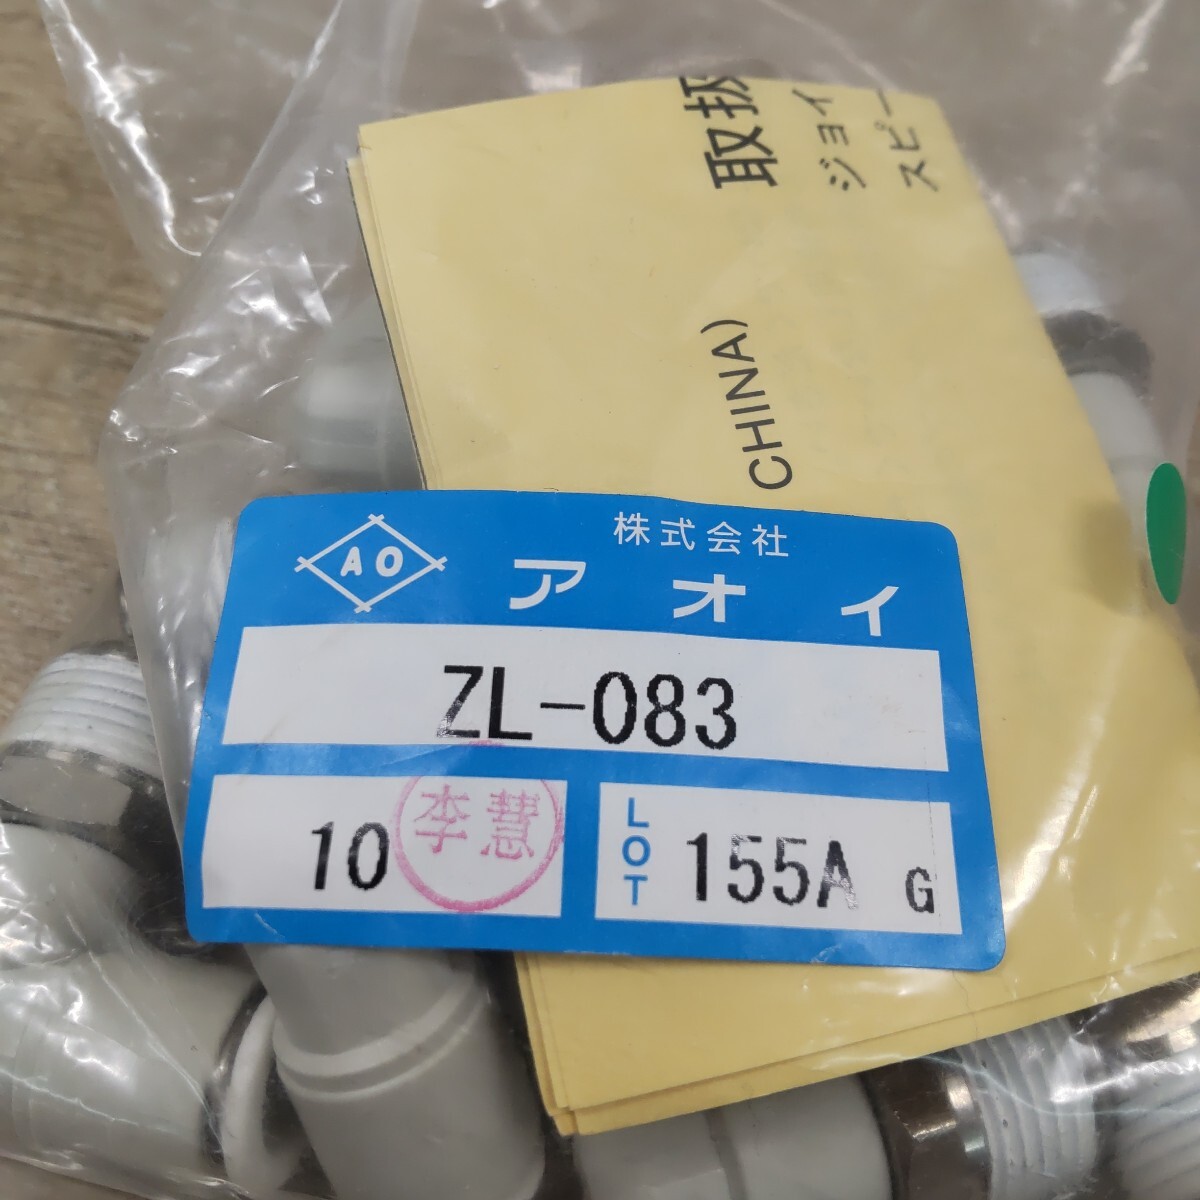 取扱
ジョイ
スピー
CHINA)
株式会社
AO
アオイ
ZL-083
10
李慧
LOT
155A G